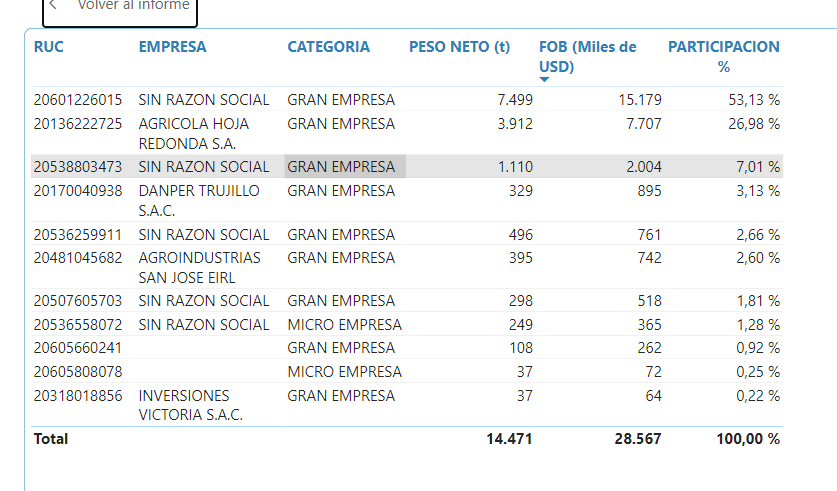 Volver al informe
RUC EMPRESA CATEGORIA PESO NETO (t) FOB (Miles de USD) PARTICIPACION %
20601226015 SIN RAZON SOCIAL GRAN EMPRESA 7.499 15.179 53,13 %
20136222725 AGRICOLA HOJA REDONDA S.A. GRAN EMPRESA 3.912 7.707 26,98 %
20538803473 SIN RAZON SOCIAL GRAN EMPRESA 1.110 2.004 7,01 %
20170040938 DANPER TRUJILLO S.A.C. GRAN EMPRESA 329 895 3,13 %
20536259911 SIN RAZON SOCIAL GRAN EMPRESA 496 761 2,66 %
20481045682 AGROINDUSTRIAS SAN JOSE EIRL GRAN EMPRESA 395 742 2,60 %
20507605703 SIN RAZON SOCIAL GRAN EMPRESA 298 518 1,81 %
20536558072 SIN RAZON SOCIAL MICRO EMPRESA 249 365 1,28 %
20605660241 GRAN EMPRESA 108 262 0,92 %
20605808078 MICRO EMPRESA 37 72 0,25 %
20318018856 INVERSIONES VICTORIA S.A.C. GRAN EMPRESA 37 64 0,22 %
Total 14.471 28.567 100,00 %